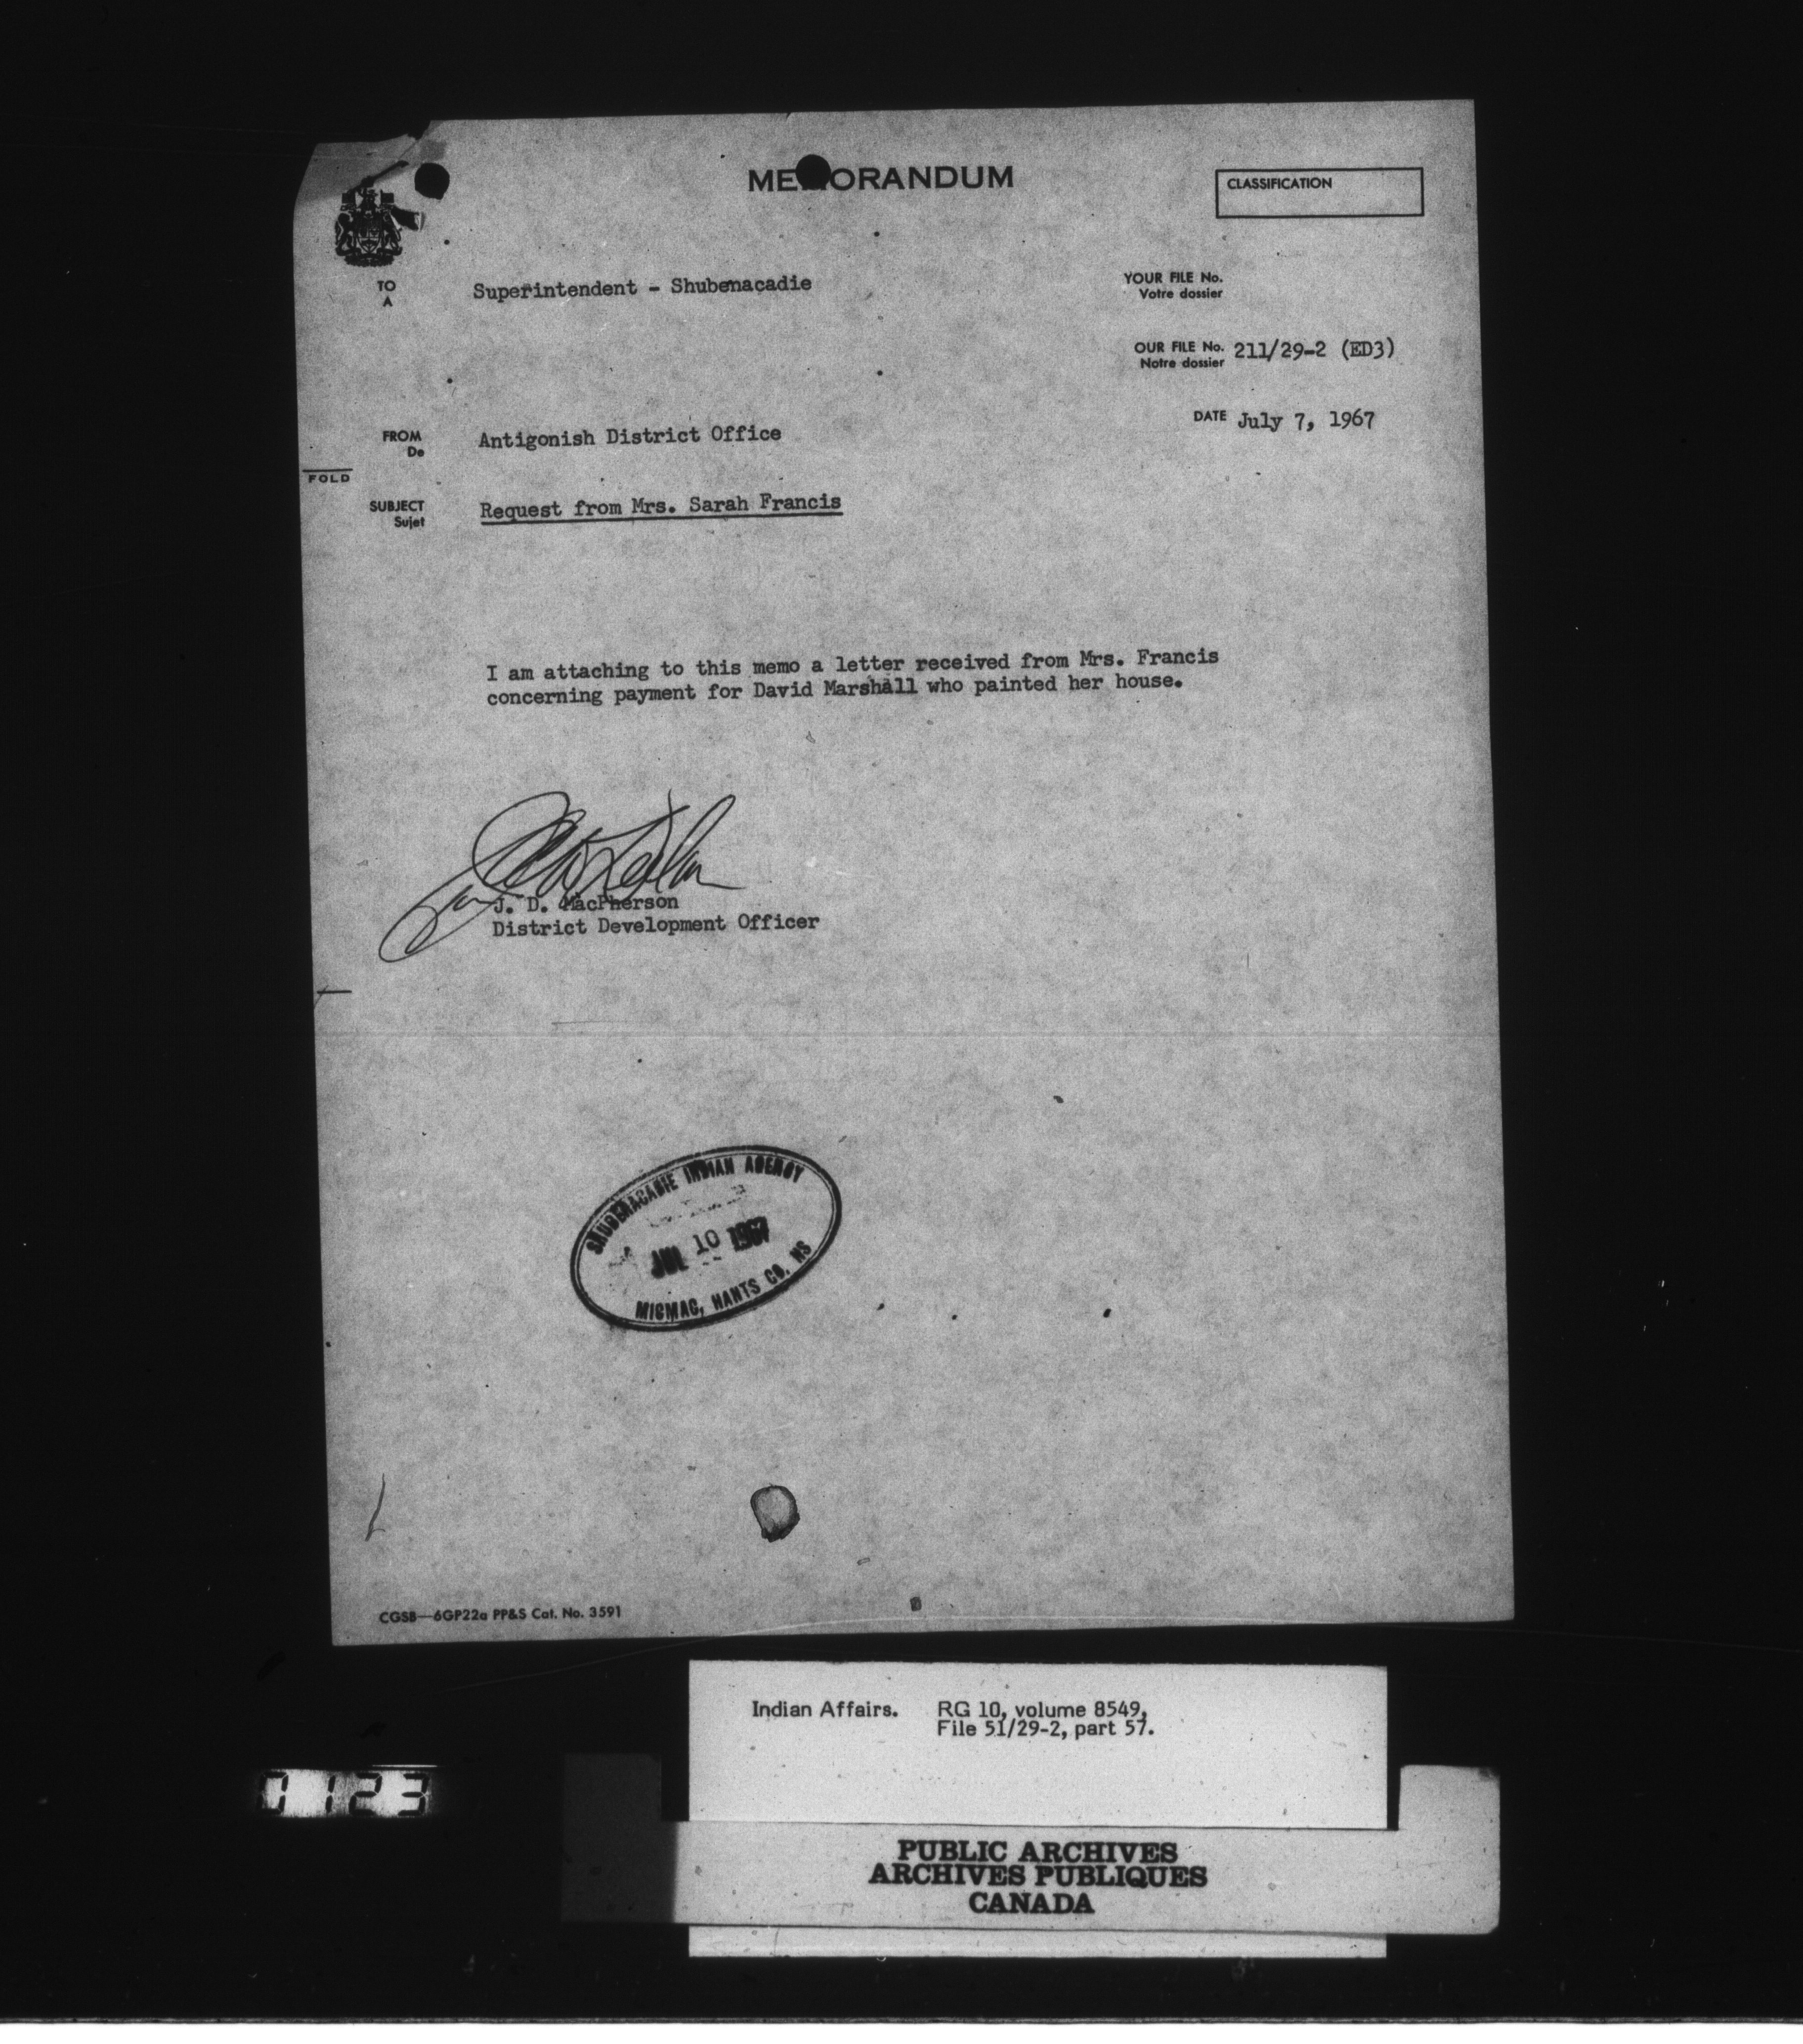 MEMORANDUM
CLASSIFICATION
TO
A
Superintendent - Shubenacadie
YOUR FILE No.
Votre dossier
OUR FILE No.
Notre dossier
211/29-2 (ED3)
DATE July 7, 1967
FROM
De
Antigonish District Office
FOLD
SUBJECT
Sujet
Request from Mrs. Sarah Francis
I am attaching to this memo a letter received from Mrs. Francis
concerning payment for David Marshall who painted her house.
J. D. MacPherson
District Development Officer
SHUBENACADIE INDIAN AGENCY
JUL 10 1967
MICMAC, HANTS CO. NS
CGSB—6GP22a PP&S Cat. No. 3591
Indian Affairs. RG 10, volume 8549,
File 51/29-2, part 57.
0123
PUBLIC ARCHIVES
ARCHIVES PUBLIQUES
CANADA